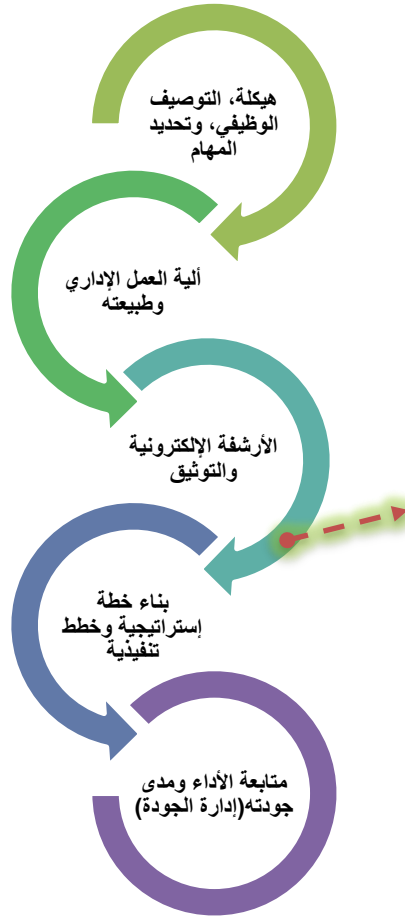 هيكلة، التوصيف
الوظيفي، وتحديد
المهام
ألية العمل الإداري
وطبيعته
الأرشفة الإلكترونية
والتوثيق
بناء خطة
إستراتيجية وخطط
تنفيذية
متابعة الأداء ومدى
جودته(إدارة الجودة)